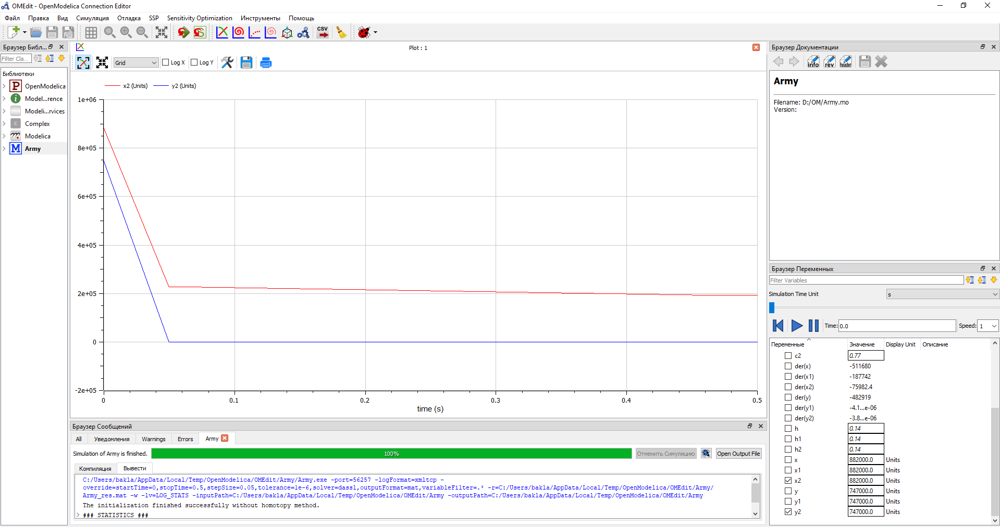 OMEdit - OpenModelica Connection Editor
Файл Правка Вид Симуляция Отладка SSP Sensitivity Optimization Инструменты Помощь
CSV
Браузер Библ...
Filter Cla...
Библиотеки
P OpenModelica
i Model...rence
Modeli...rvices
C Complex
m Modelica
M Army
Plot : 1
Grid Log X Log Y
x2 (Units) y2 (Units)
1e+06
8e+05
6e+05
4e+05
2e+05
0
-2e+05
0 0.1 0.2 0.3 0.4 0.5
time (s)
Браузер Сообщений
All Уведомления Warnings Errors Army
Simulation of Army is finished. 100% Отменить Симуляцию Open Output File
Компиляция Вывести
C:/Users/bakla/AppData/Local/Temp/OpenModelica/OMEdit/Army/Army.exe -port=56257 -logFormat=xmltcp -
override=startTime=0,stopTime=0.5,stepSize=0.05,tolerance=1e-6,solver=dassl,outputFormat=mat,variableFilter=.* -r=C:/Users/bakla/AppData/Local/Temp/OpenModelica/OMEdit/Army/
Army_res.mat -w -lv=LOG_STATS -inputPath=C:/Users/bakla/AppData/Local/Temp/OpenModelica/OMEdit/Army -outputPath=C:/Users/bakla/AppData/Local/Temp/OpenModelica/OMEdit/Army
The initialization finished successfully without homotopy method.
### STATISTICS ###
Браузер Документации
info rev header
Army
Filename: D:/OM/Army.mo
Version:
Браузер Переменных
Filter Variables
Simulation Time Unit s
Time: 0.0 Speed: 1
Переменные Значение Display Unit Описание
c2 0.77
der(x) -511680
der(x1) -187742
der(x2) -75982.4
der(y) -482919
der(y1) -4.1...e-06
der(y2) -3.8...e-06
h 0.14
h1 0.14
h2 0.14
x 882000.0 Units
x1 882000.0 Units
x2 882000.0 Units
y 747000.0 Units
y1 747000.0 Units
y2 747000.0 Units